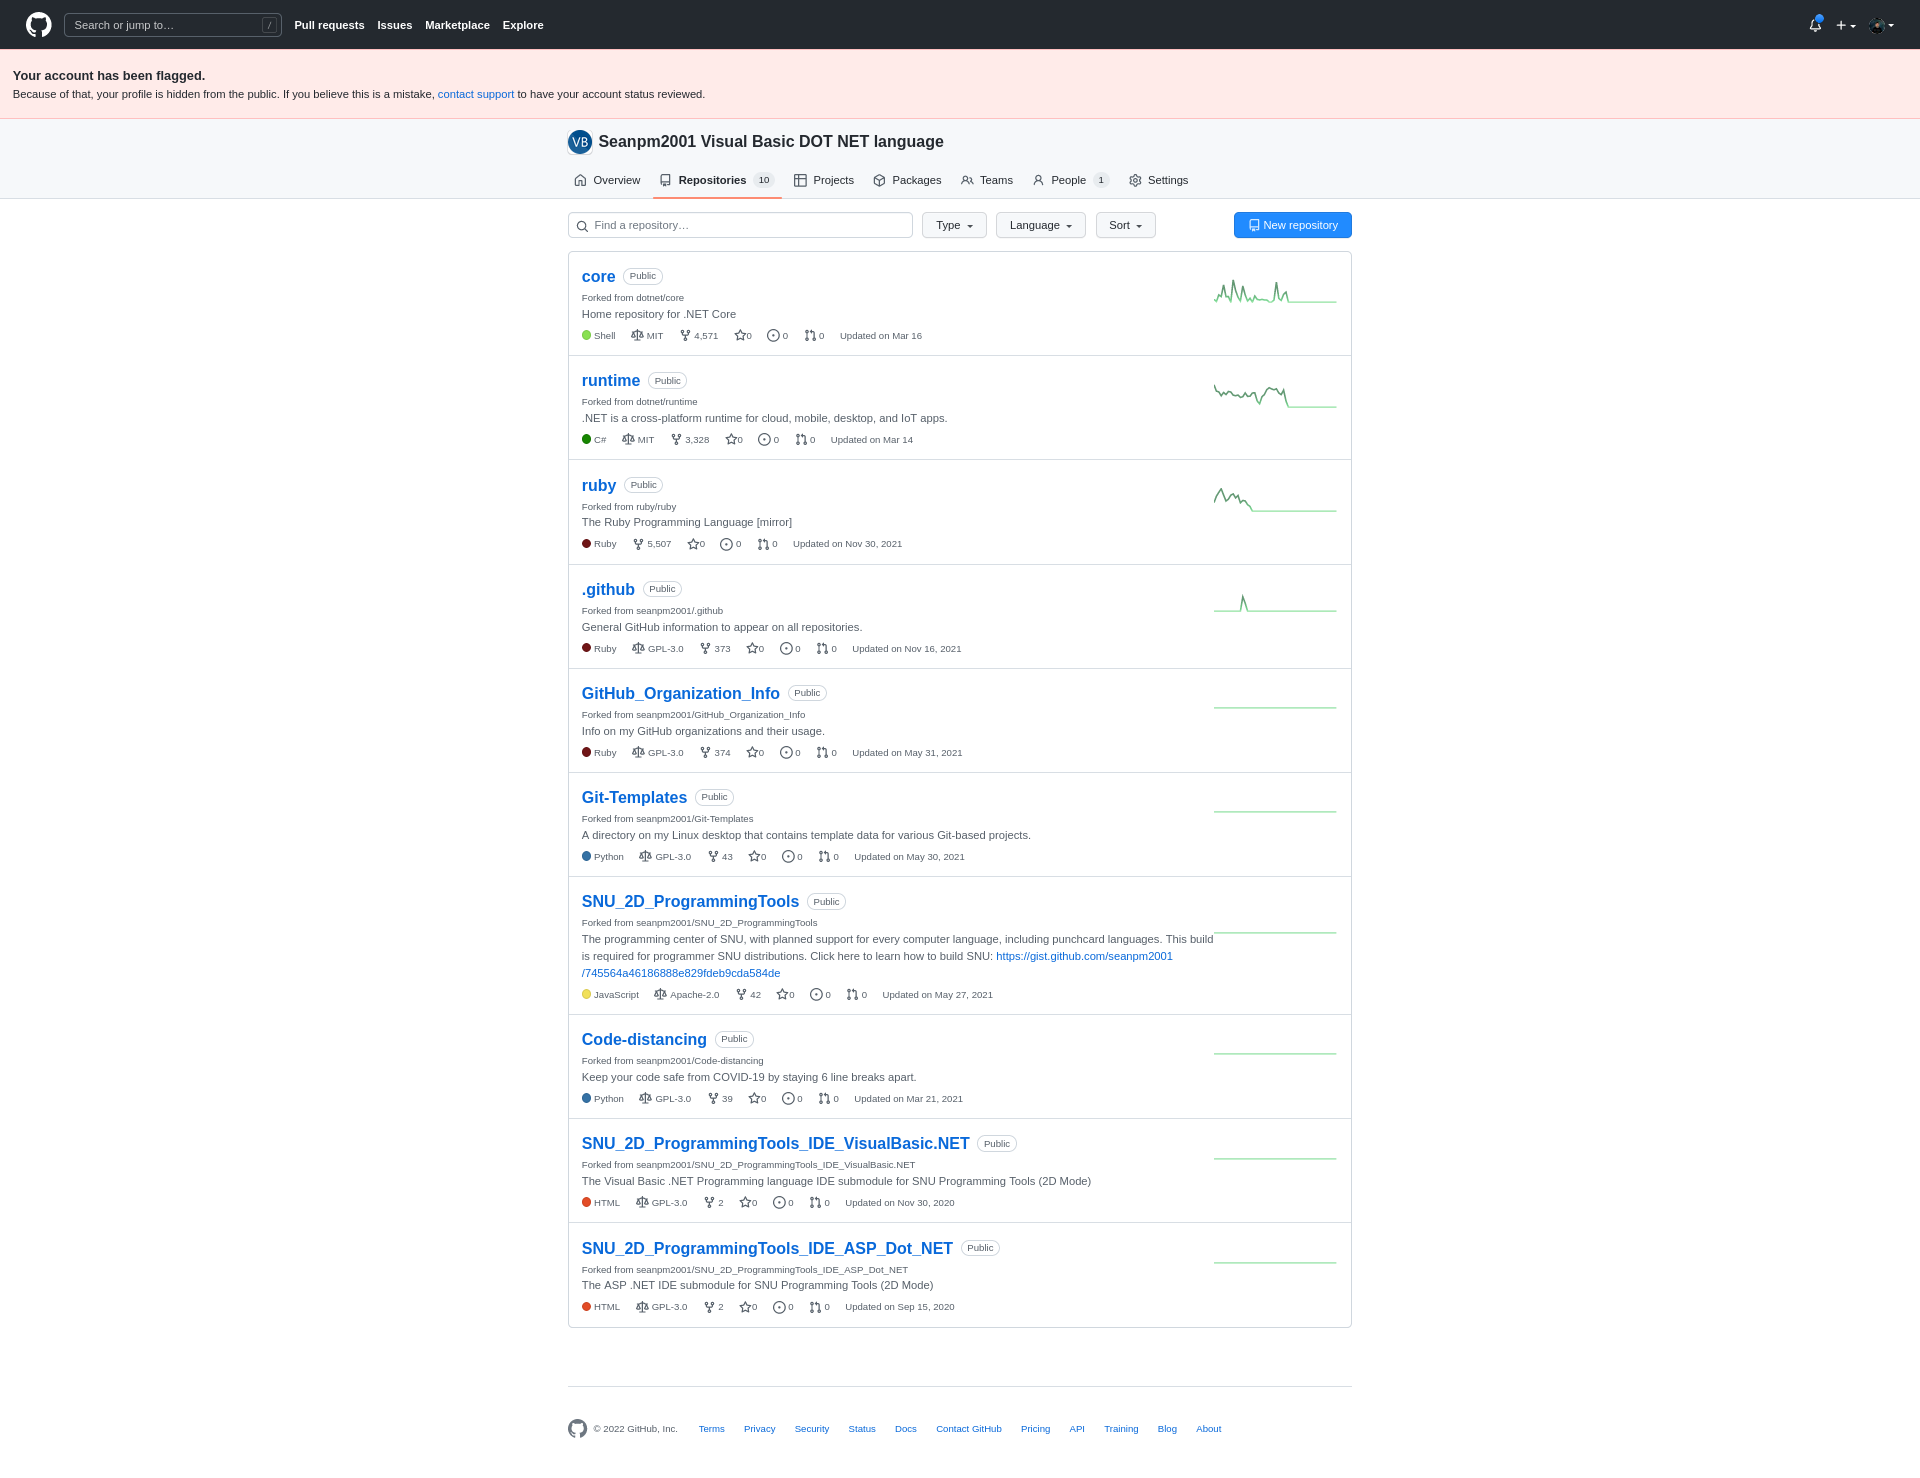 Search or jump to… /
Pull requests Issues Marketplace Explore
Your account has been flagged.
Because of that, your profile is hidden from the public. If you believe this is a mistake, contact support to have your account status reviewed.
VB Seanpm2001 Visual Basic DOT NET language
Overview Repositories 10 Projects Packages Teams People 1 Settings
Find a repository… Type Language Sort New repository
core Public
Forked from dotnet/core
Home repository for .NET Core
Shell MIT 4,571 0 0 0 Updated on Mar 16
runtime Public
Forked from dotnet/runtime
.NET is a cross-platform runtime for cloud, mobile, desktop, and IoT apps.
C# MIT 3,328 0 0 0 Updated on Mar 14
ruby Public
Forked from ruby/ruby
The Ruby Programming Language [mirror]
Ruby 5,507 0 0 0 Updated on Nov 30, 2021
.github Public
Forked from seanpm2001/.github
General GitHub information to appear on all repositories.
Ruby GPL-3.0 373 0 0 0 Updated on Nov 16, 2021
GitHub_Organization_Info Public
Forked from seanpm2001/GitHub_Organization_Info
Info on my GitHub organizations and their usage.
Ruby GPL-3.0 374 0 0 0 Updated on May 31, 2021
Git-Templates Public
Forked from seanpm2001/Git-Templates
A directory on my Linux desktop that contains template data for various Git-based projects.
Python GPL-3.0 43 0 0 0 Updated on May 30, 2021
SNU_2D_ProgrammingTools Public
Forked from seanpm2001/SNU_2D_ProgrammingTools
The programming center of SNU, with planned support for every computer language, including punchcard languages. This build
is required for programmer SNU distributions. Click here to learn how to build SNU: https://gist.github.com/seanpm2001
/745564a46186888e829fdeb9cda584de
JavaScript Apache-2.0 42 0 0 0 Updated on May 27, 2021
Code-distancing Public
Forked from seanpm2001/Code-distancing
Keep your code safe from COVID-19 by staying 6 line breaks apart.
Python GPL-3.0 39 0 0 0 Updated on Mar 21, 2021
SNU_2D_ProgrammingTools_IDE_VisualBasic.NET Public
Forked from seanpm2001/SNU_2D_ProgrammingTools_IDE_VisualBasic.NET
The Visual Basic .NET Programming language IDE submodule for SNU Programming Tools (2D Mode)
HTML GPL-3.0 2 0 0 0 Updated on Nov 30, 2020
SNU_2D_ProgrammingTools_IDE_ASP_Dot_NET Public
Forked from seanpm2001/SNU_2D_ProgrammingTools_IDE_ASP_Dot_NET
The ASP .NET IDE submodule for SNU Programming Tools (2D Mode)
HTML GPL-3.0 2 0 0 0 Updated on Sep 15, 2020
© 2022 GitHub, Inc. Terms Privacy Security Status Docs Contact GitHub Pricing API Training Blog About